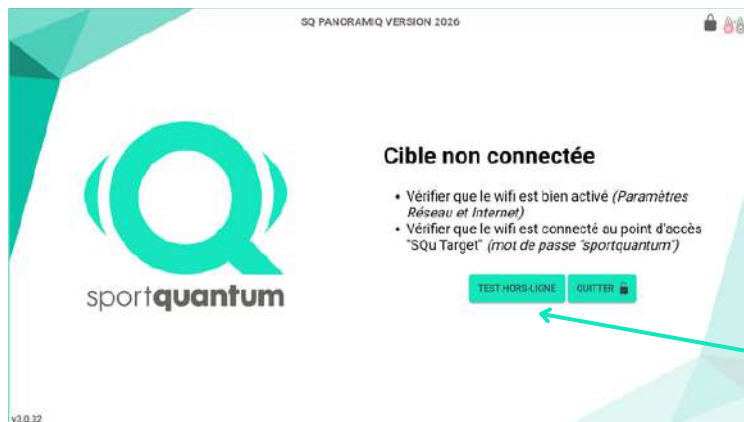 SQ PANORAMIQ VERSION 2026
Cible non connectée
• Vérifier que le wifi est bien activé (Paramètres
Réseau et Internet)
• Vérifier que le wifi est connecté au point d'accès
"SQu Target" (mot de passe "sportquantum")
TEST HORS-LIGNE
QUITTER
sportquantum
v3.0.32